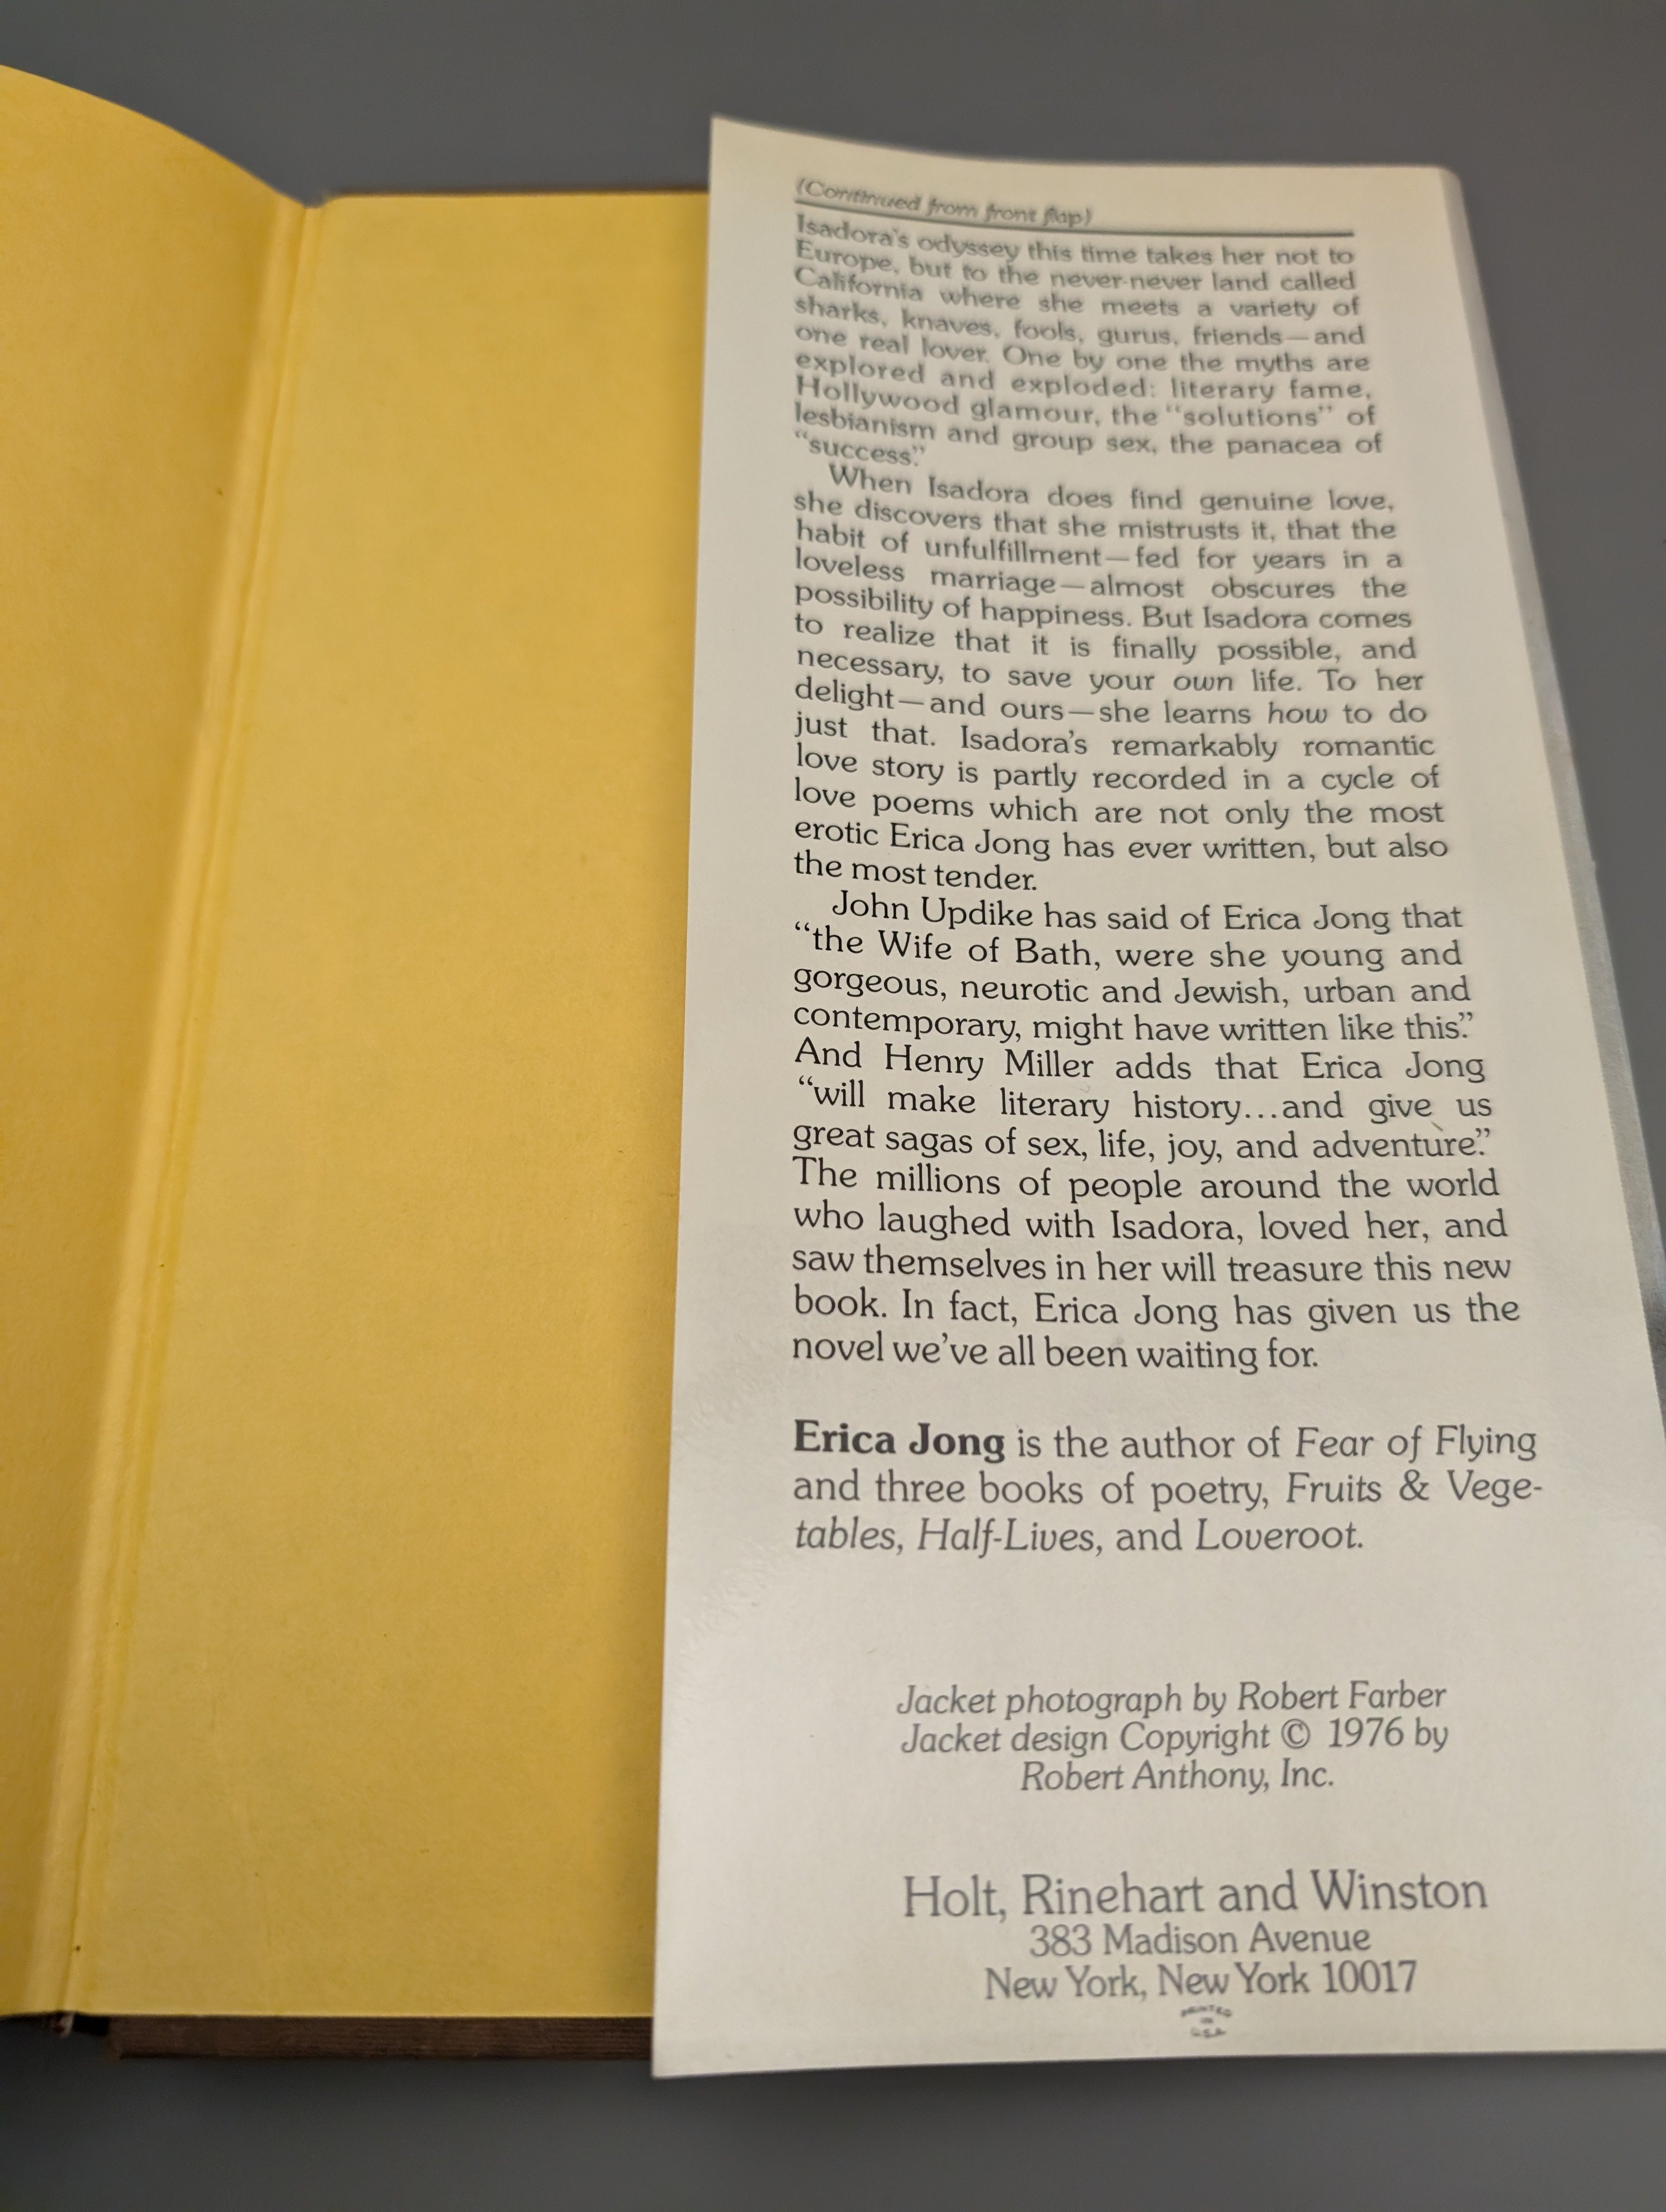 (Continued from front flap)
Isadora's odyssey this time takes her not to
Europe, but to the never-never land called
California where she meets a variety of
sharks, knaves, fools, gurus, friends—and
one real lover. One by one the myths are
explored and exploded: literary fame,
Hollywood glamour, the “solutions” of
lesbianism and group sex, the panacea of
“success.”
When Isadora does find genuine love,
she discovers that she mistrusts it, that the
habit of unfulfillment—fed for years in a
loveless marriage—almost obscures the
possibility of happiness. But Isadora comes
to realize that it is finally possible, and
necessary, to save your own life. To her
delight—and ours—she learns how to do
just that. Isadora's remarkably romantic
love story is partly recorded in a cycle of
love poems which are not only the most
erotic Erica Jong has ever written, but also
the most tender.
John Updike has said of Erica Jong that
“the Wife of Bath, were she young and
gorgeous, neurotic and Jewish, urban and
contemporary, might have written like this.”
And Henry Miller adds that Erica Jong
“will make literary history...and give us
great sagas of sex, life, joy, and adventure.”
The millions of people around the world
who laughed with Isadora, loved her, and
saw themselves in her will treasure this new
book. In fact, Erica Jong has given us the
novel we've all been waiting for.
Erica Jong is the author of Fear of Flying
and three books of poetry, Fruits & Vege-
tables, Half-Lives, and Loveroot.
Jacket photograph by Robert Farber
Jacket design Copyright © 1976 by
Robert Anthony, Inc.
Holt, Rinehart and Winston
383 Madison Avenue
New York, New York 10017
PRINTED
IN
U.S.A.